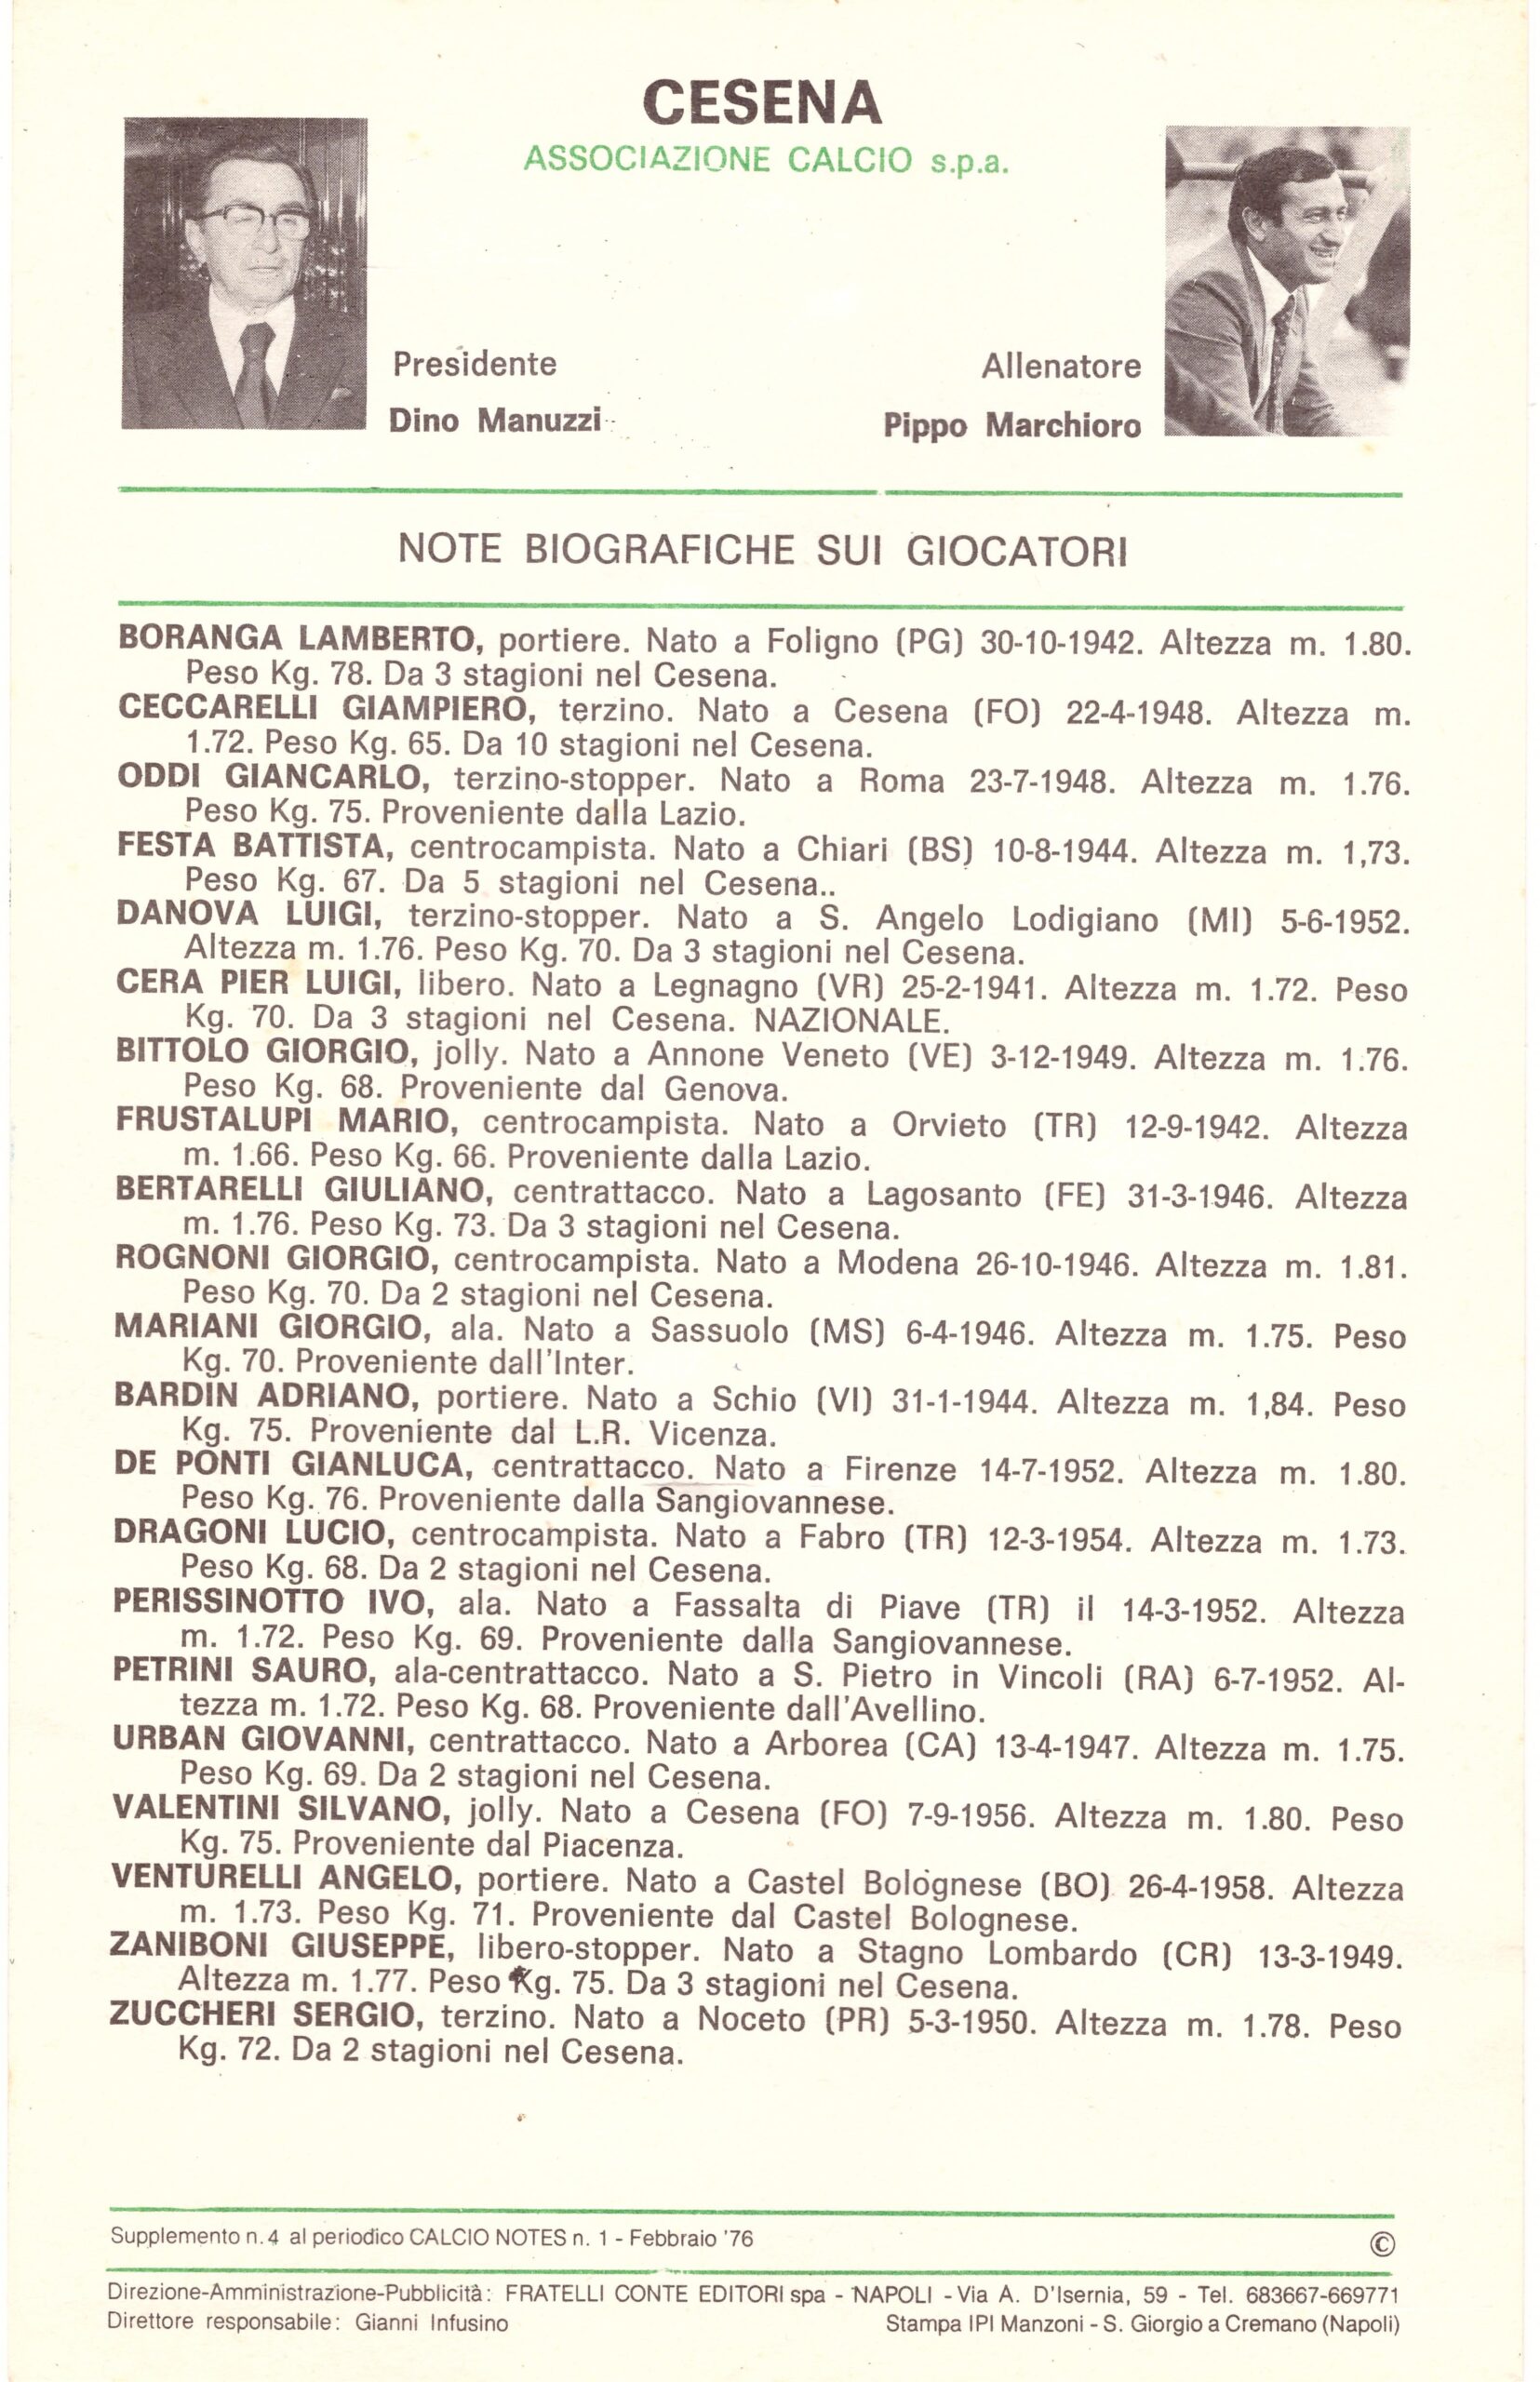 CESENA
ASSOCIAZIONE CALCIO s.p.a.
Presidente
Dino Manuzzi
Allenatore
Pippo Marchioro
NOTE BIOGRAFICHE SUI GIOCATORI
BORANGA LAMBERTO, portiere. Nato a Foligno (PG) 30-10-1942. Altezza m. 1.80.
Peso Kg. 78. Da 3 stagioni nel Cesena.
CECCARELLI GIAMPIERO, terzino. Nato a Cesena (FO) 22-4-1948. Altezza m.
1.72. Peso Kg. 65. Da 10 stagioni nel Cesena.
ODDI GIANCARLO, terzino-stopper. Nato a Roma 23-7-1948. Altezza m. 1.76.
Peso Kg. 75. Proveniente dalla Lazio.
FESTA BATTISTA, centrocampista. Nato a Chiari (BS) 10-8-1944. Altezza m. 1,73.
Peso Kg. 67. Da 5 stagioni nel Cesena..
DANOVA LUIGI, terzino-stopper. Nato a S. Angelo Lodigiano (MI) 5-6-1952.
Altezza m. 1.76. Peso Kg. 70. Da 3 stagioni nel Cesena.
CERA PIER LUIGI, libero. Nato a Legnagno (VR) 25-2-1941. Altezza m. 1.72. Peso
Kg. 70. Da 3 stagioni nel Cesena. NAZIONALE.
BITTOLO GIORGIO, jolly. Nato a Annone Veneto (VE) 3-12-1949. Altezza m. 1.76.
Peso Kg. 68. Proveniente dal Genova.
FRUSTALUPI MARIO, centrocampista. Nato a Orvieto (TR) 12-9-1942. Altezza
m. 1.66. Peso Kg. 66. Proveniente dalla Lazio.
BERTARELLI GIULIANO, centrattacco. Nato a Lagosanto (FE) 31-3-1946. Altezza
m. 1.76. Peso Kg. 73. Da 3 stagioni nel Cesena.
ROGNONI GIORGIO, centrocampista. Nato a Modena 26-10-1946. Altezza m. 1.81.
Peso Kg. 70. Da 2 stagioni nel Cesena.
MARIANI GIORGIO, ala. Nato a Sassuolo (MS) 6-4-1946. Altezza m. 1.75. Peso
Kg. 70. Proveniente dall'Inter.
BARDIN ADRIANO, portiere. Nato a Schio (VI) 31-1-1944. Altezza m. 1,84. Peso
Kg. 75. Proveniente dal L.R. Vicenza.
DE PONTI GIANLUCA, centrattacco. Nato a Firenze 14-7-1952. Altezza m. 1.80.
Peso Kg. 76. Proveniente dalla Sangiovannese.
DRAGONI LUCIO, centrocampista. Nato a Fabro (TR) 12-3-1954. Altezza m. 1.73.
Peso Kg. 68. Da 2 stagioni nel Cesena.
PERISSINOTTO IVO, ala. Nato a Fassalta di Piave (TR) il 14-3-1952. Altezza
m. 1.72. Peso Kg. 69. Proveniente dalla Sangiovannese.
PETRINI SAURO, ala-centrattacco. Nato a S. Pietro in Vincoli (RA) 6-7-1952. Al-
tezza m. 1.72. Peso Kg. 68. Proveniente dall'Avellino.
URBAN GIOVANNI, centrattacco. Nato a Arborea (CA) 13-4-1947. Altezza m. 1.75.
Peso Kg. 69. Da 2 stagioni nel Cesena.
VALENTINI SILVANO, jolly. Nato a Cesena (FO) 7-9-1956. Altezza m. 1.80. Peso
Kg. 75. Proveniente dal Piacenza.
VENTURELLI ANGELO, portiere. Nato a Castel Bolognese (BO) 26-4-1958. Altezza
m. 1.73. Peso Kg. 71. Proveniente dal Castel Bolognese.
ZANIBONI GIUSEPPE, libero-stopper. Nato a Stagno Lombardo (CR) 13-3-1949.
Altezza m. 1.77. Peso Kg. 75. Da 3 stagioni nel Cesena.
ZUCCHERI SERGIO, terzino. Nato a Noceto (PR) 5-3-1950. Altezza m. 1.78. Peso
Kg. 72. Da 2 stagioni nel Cesena.
Supplemento n.4 al periodico CALCIO NOTES n. 1 - Febbraio '76 ©
Direzione-Amministrazione-Pubblicità: FRATELLI CONTE EDITORI spa - NAPOLI - Via A. D'Isernia, 59 - Tel. 683667-669771
Direttore responsabile: Gianni Infusino
Stampa IPI Manzoni - S. Giorgio a Cremano (Napoli)